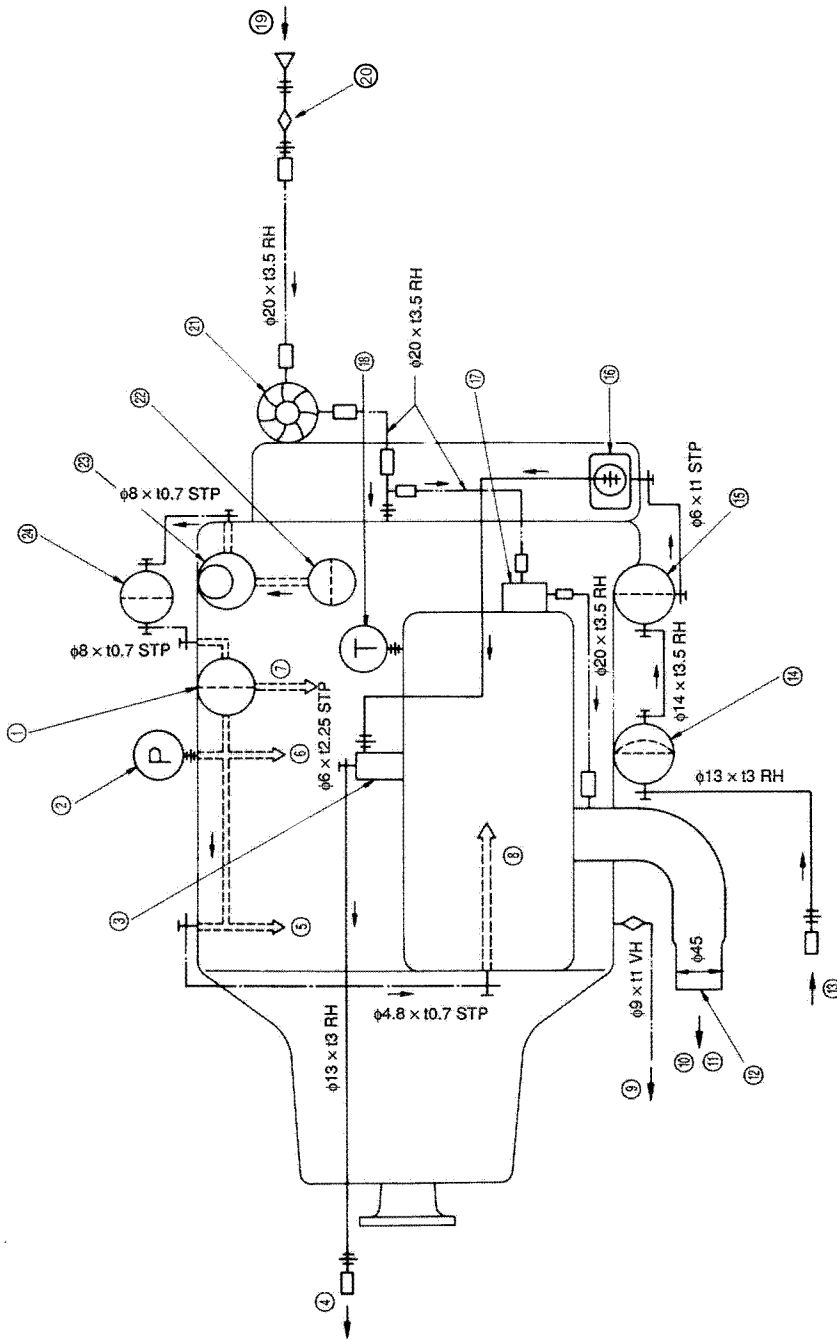 ⑲
⑳
φ20 × t3.5 RH
㉑
φ20 × t3.5 RH
⑱
㉒
⑰
⑯
㉓
φ8 × t0.7 STP
㉔
φ6 × t1 STP
⑮
T
φ20 × t3.5 RH
φ8 × t0.7 STP
φ14 × t3.5 RH
①
⑦
φ6 × t2.25 STP
⑭
P
⑥
②
φ13 × t3 RH
③
⑧
⑤
φ45
φ9 × t1 VH
⑬
φ4.8 × t0.7 STP
φ13 × t3 RH
⑩
⑪
⑫
⑨
④